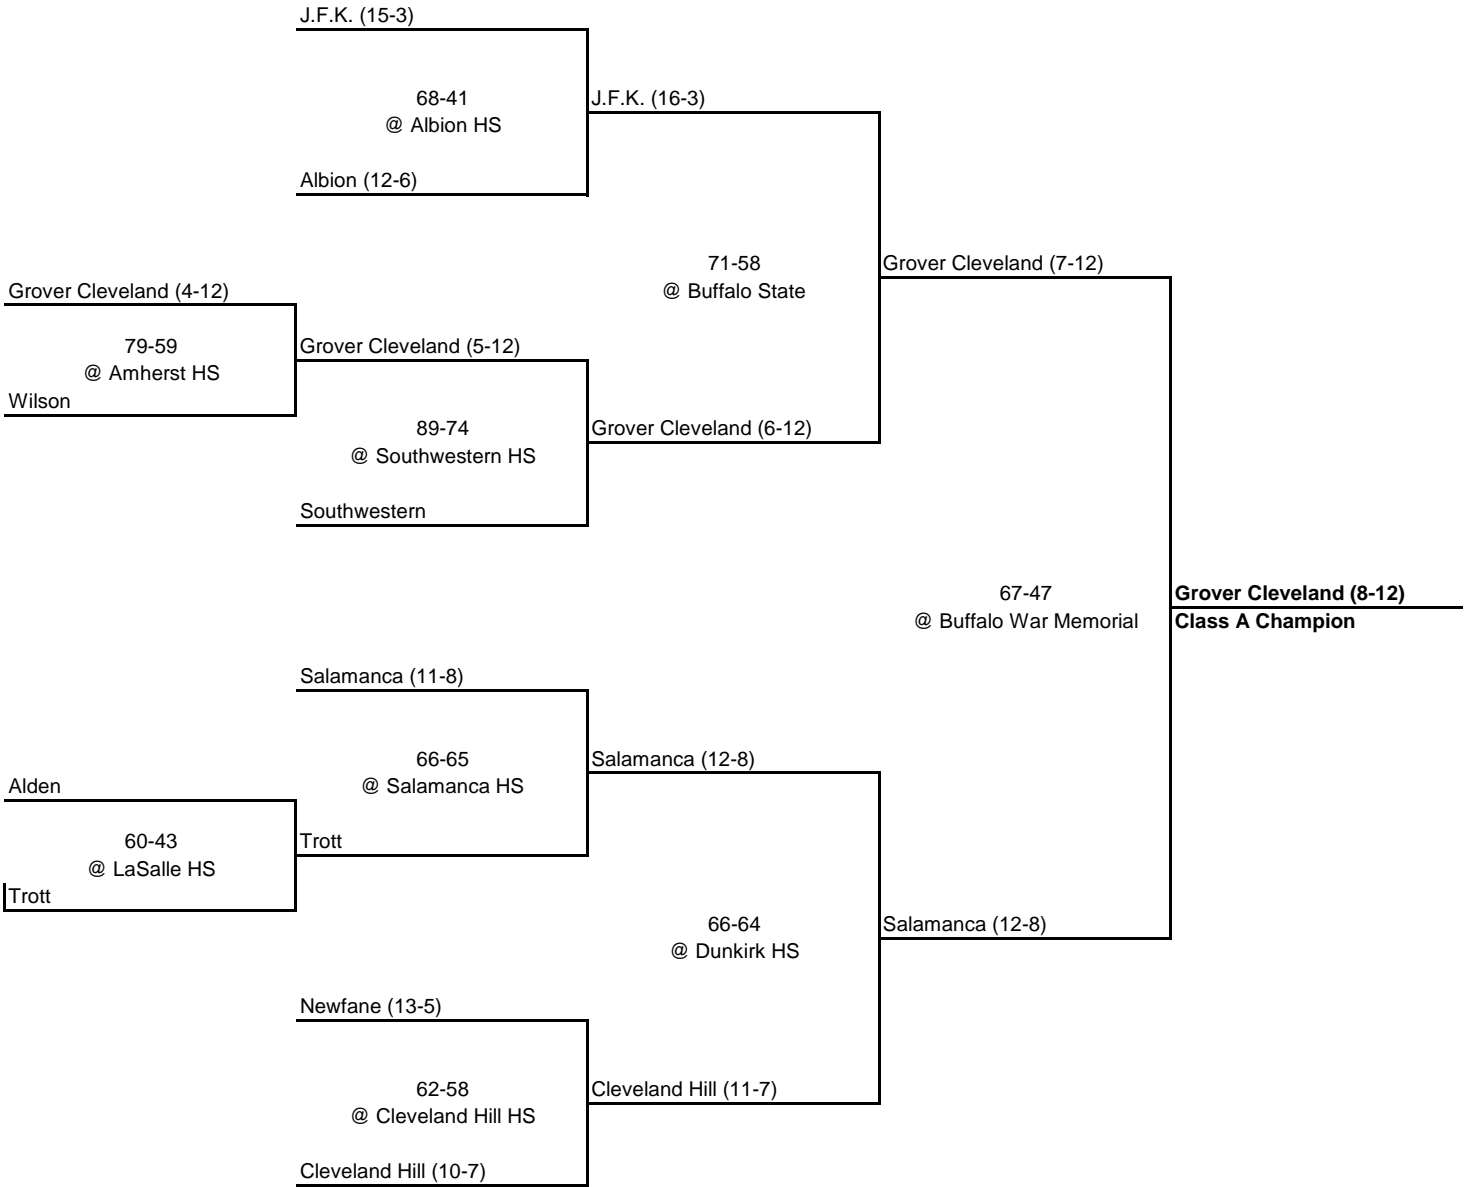 J.F.K. (15-3)
68-41
@ Albion HS
J.F.K. (16-3)
Albion (12-6)
71-58
@ Buffalo State
Grover Cleveland (7-12)
Grover Cleveland (4-12)
79-59
@ Amherst HS
Grover Cleveland (5-12)
Wilson
89-74
@ Southwestern HS
Grover Cleveland (6-12)
Southwestern
67-47
@ Buffalo War Memorial
Grover Cleveland (8-12)
Class A Champion
Salamanca (11-8)
66-65
@ Salamanca HS
Salamanca (12-8)
Alden
60-43
@ LaSalle HS
Trott
Trott
66-64
@ Dunkirk HS
Salamanca (12-8)
Newfane (13-5)
62-58
@ Cleveland Hill HS
Cleveland Hill (11-7)
Cleveland Hill (10-7)